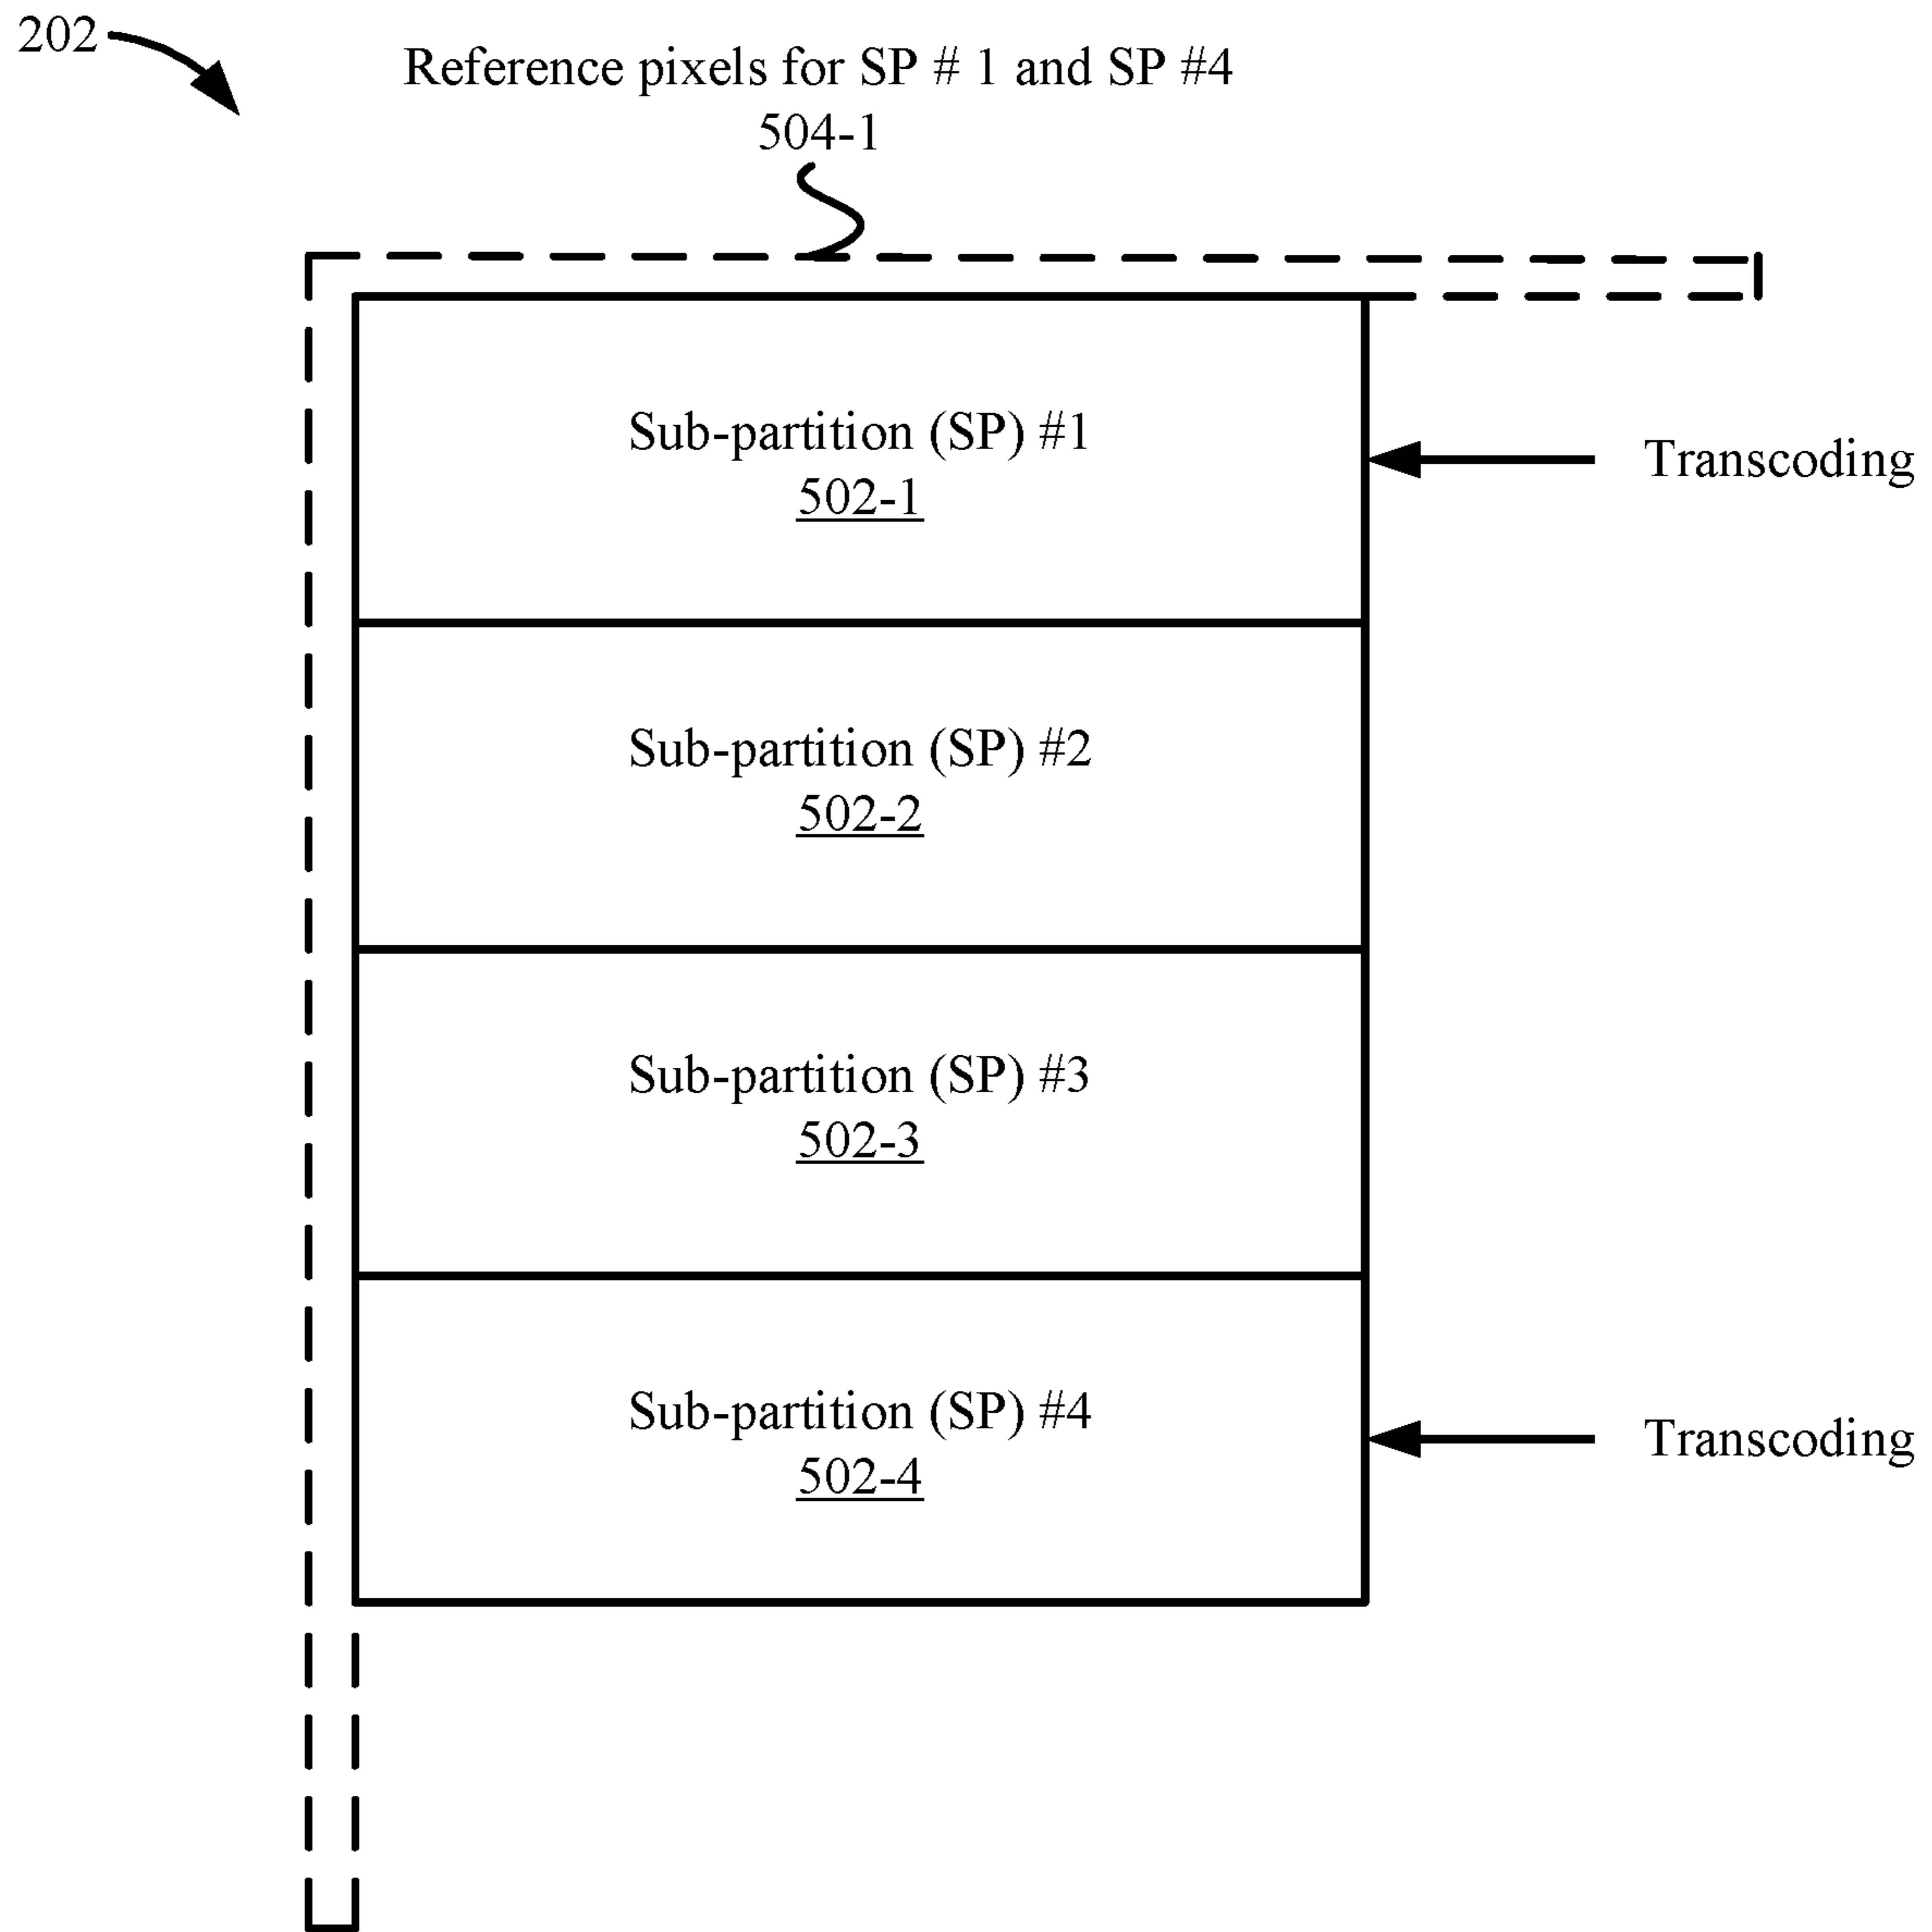 202
Reference pixels for SP # 1 and SP #4
504-1
Sub-partition (SP) #1
502-1
Transcoding
Sub-partition (SP) #2
502-2
Sub-partition (SP) #3
502-3
Sub-partition (SP) #4
502-4
Transcoding